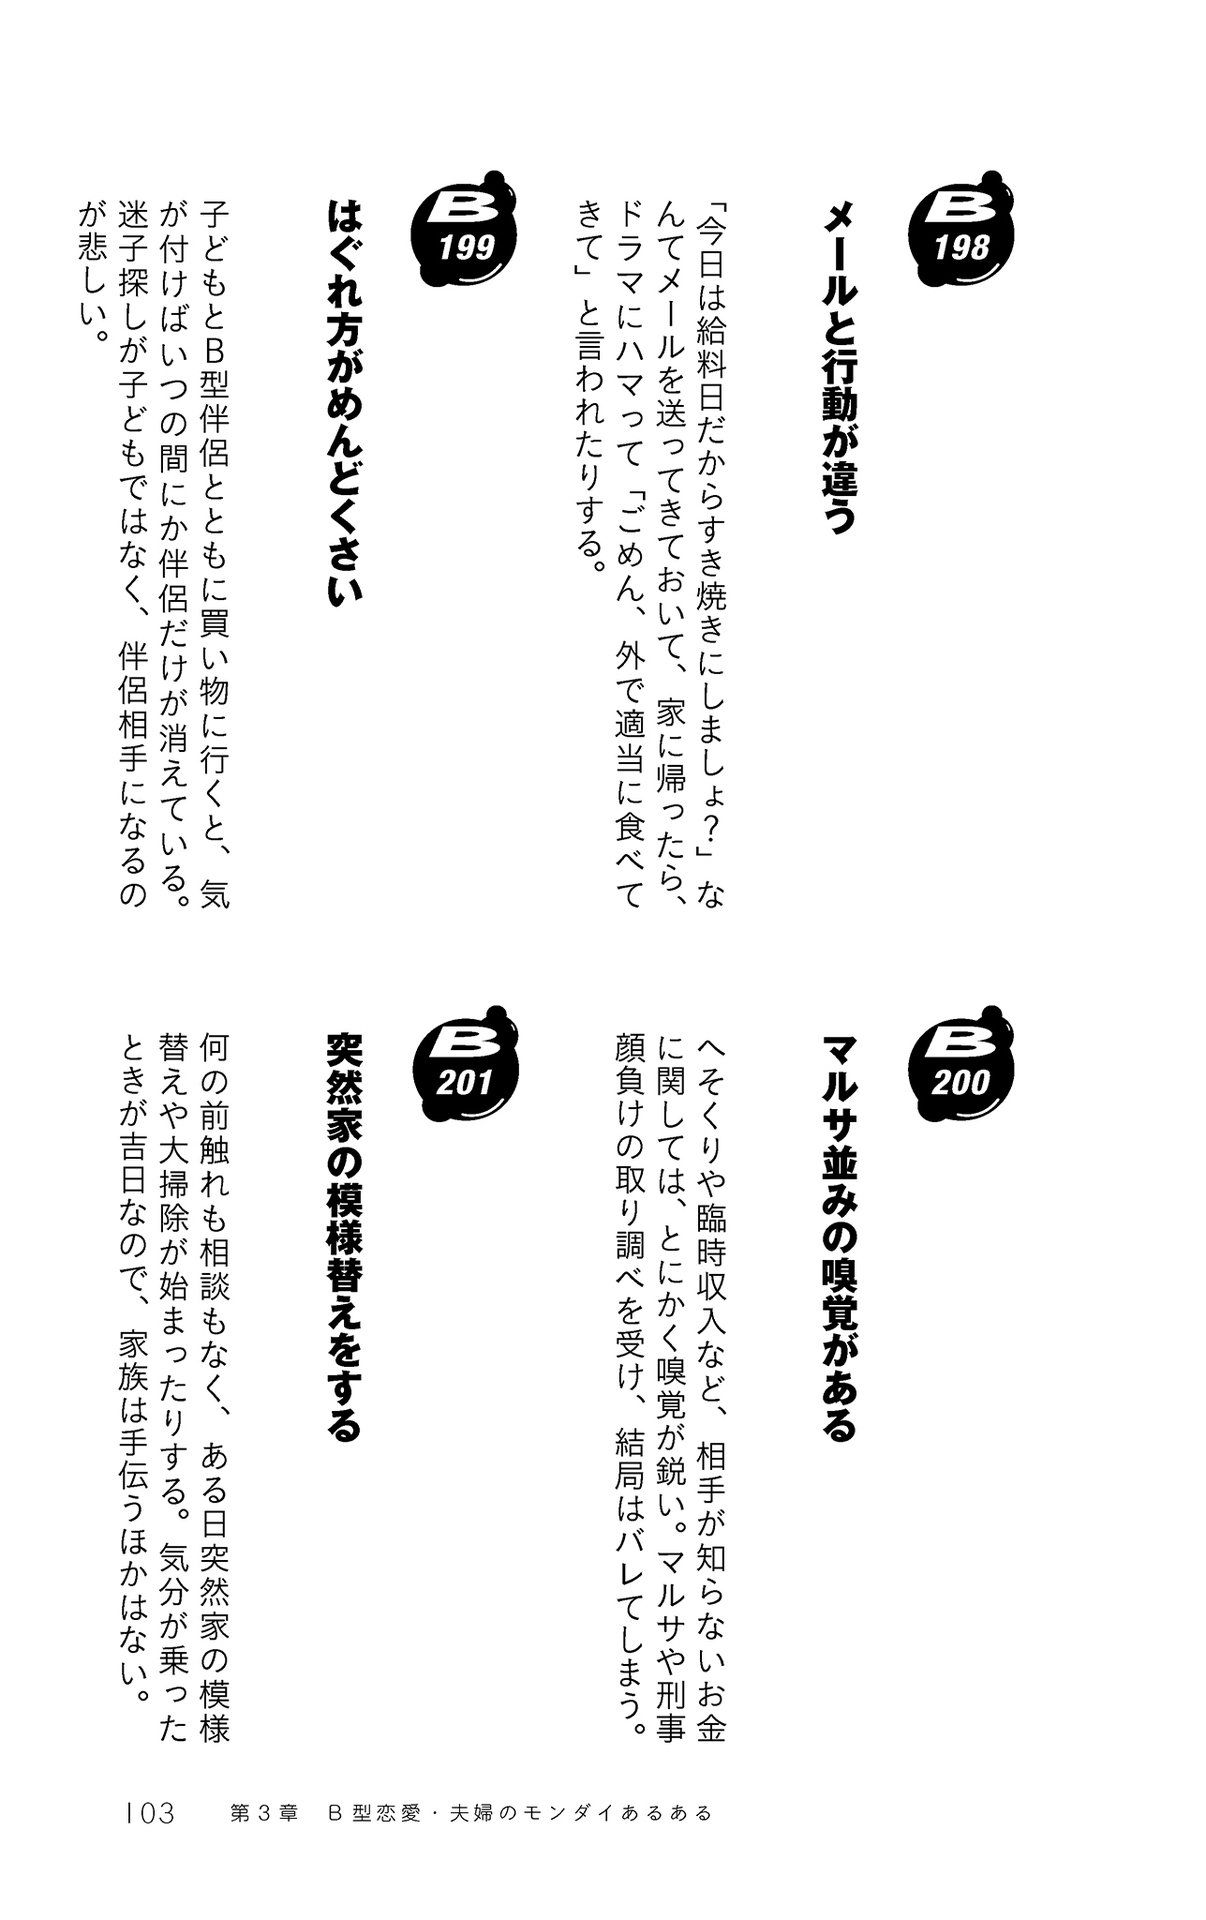 B
198
メールと行動が違う
「今日は給料日だからすき焼きにしましょ？」な
んてメールを送ってきておいて、家に帰ったら、
ドラマにハマって「ごめん、外で適当に食べて
きて」と言われたりする。
B
199
はぐれ方がめんどくさい
子どもとB型伴侶とともに買い物に行くと、気
が付けばいつの間にか伴侶だけが消えている。
迷子探しが子どもではなく、伴侶相手になるの
が悲しい。
B
200
マルサ並みの嗅覚がある
へそくりや臨時収入など、相手が知らないお金
に関しては、とにかく嗅覚が鋭い。マルサや刑事
顔負けの取り調べを受け、結局はバレてしまう。
B
201
突然家の模様替えをする
何の前触れも相談もなく、ある日突然家の模様
替えや大掃除が始まったりする。気分が乗った
ときが吉日なので、家族は手伝うほかはない。
103 第3章 B型恋愛・夫婦のモンダイあるある